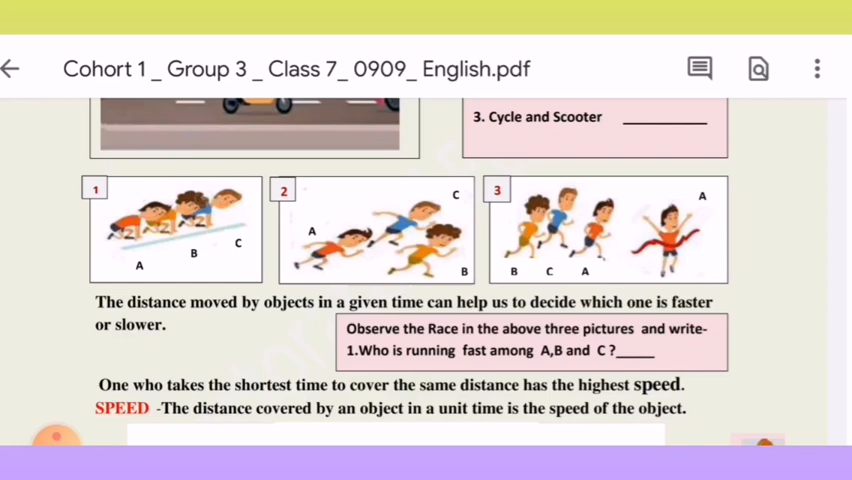 Cohort 1 _ Group 3 _ Class 7_ 0909_ English.pdf
3. Cycle and Scooter ________
1
2
3
A
B
C
A
C
B
B C A
A
The distance moved by objects in a given time can help us to decide which one is faster
or slower.
Observe the Race in the above three pictures and write-
1.Who is running fast among A,B and C ?_____
One who takes the shortest time to cover the same distance has the highest speed.
SPEED -The distance covered by an object in a unit time is the speed of the object.